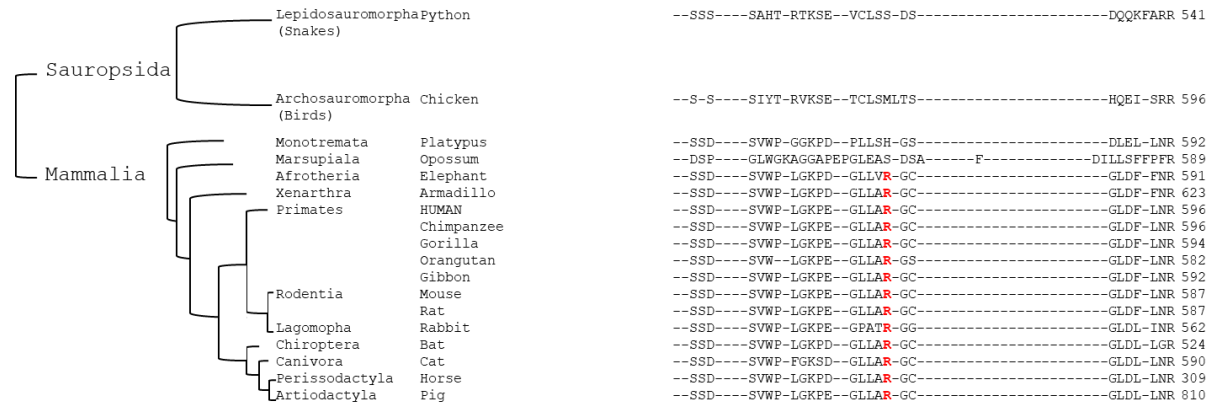 Lepidosauromorpha Python --SSS----SAHT-RTKSE--VCLSS-DS-----------------------DQQKFARR 541
(Snakes)
Sauropsida
Archosauromorpha Chicken --S-S----SIYT-RVKSE--TCLSMLTS-----------------------HQEI-SRR 596
(Birds)
Monotremata Platypus --SSD----SVWP-GGKPD--PLLSH-GS-----------------------DLEL-LNR 592
Marsupiala Opossum --DSP----GLWGKAGGAPEPGLEAS-DSA------F-------------DILLSFFPFR 589
Mammalia
Afrotheria Elephant --SSD----SVWP-LGKPD--GLLVR-GC-----------------------GLDF-FNR 591
Xenarthra Armadillo --SSD----SVWP-LGKPD--GLLAR-GC-----------------------GLDF-FNR 623
Primates HUMAN --SSD----SVWP-LGKPE--GLLAR-GC-----------------------GLDF-LNR 596
Chimpanzee --SSD----SVWP-LGKPE--GLLAR-GC-----------------------GLDF-LNR 596
Gorilla --SSD----SVWP-LGKPE--GLLAR-GC-----------------------GLDF-LNR 594
Orangutan --SSD----SVW--LGKPE--GLLAR-GS-----------------------GLDF-LNR 582
Gibbon --SSD----SVWP-LGKPE--GLLAR-GC-----------------------GLDF-LNR 592
Rodentia Mouse --SSD----SVWP-LGKPE--GLLAR-GC-----------------------GLDF-LNR 587
Rat --SSD----SVWP-LGKPE--GLLAR-GC-----------------------GLDF-LNR 587
Lagomopha Rabbit --SSD----SVWP-LGKPE--GPATR-GG-----------------------GLDL-INR 562
Chiroptera Bat --SSD----SVWP-LGKPD--GLLAR-GC-----------------------GLDL-LGR 524
Canivora Cat --SSD----SVWP-FGKSD--GLLAR-GC-----------------------GLDL-LNR 590
Perissodactyla Horse --SSD----SVWP-LGKPD--GLLAR-GC-----------------------GLDL-LNR 309
Artiodactyla Pig --SSD----SVWP-LGKPD--GLLAR-GC-----------------------GLDL-LNR 810